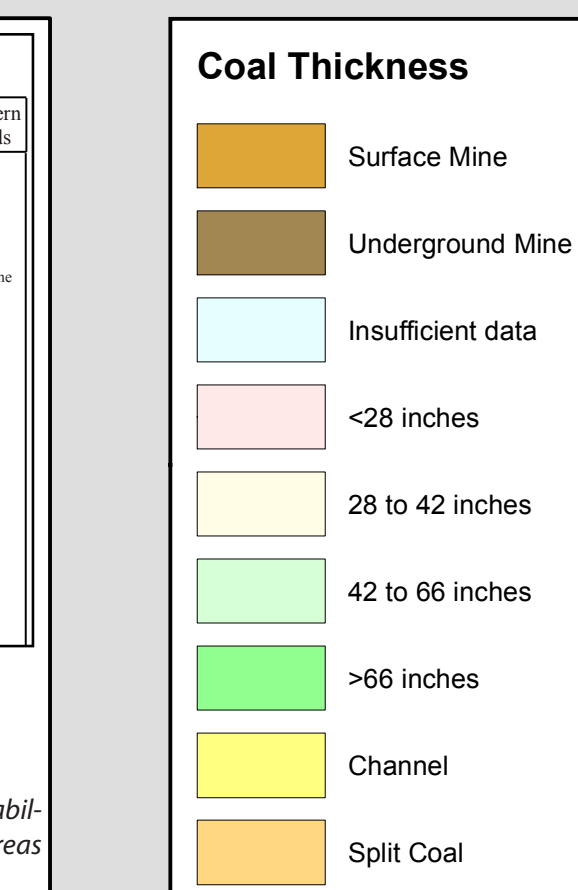 Coal Thickness
Surface Mine
Underground Mine
Insufficient data
<28 inches
28 to 42 inches
42 to 66 inches
>66 inches
Channel
Split Coal